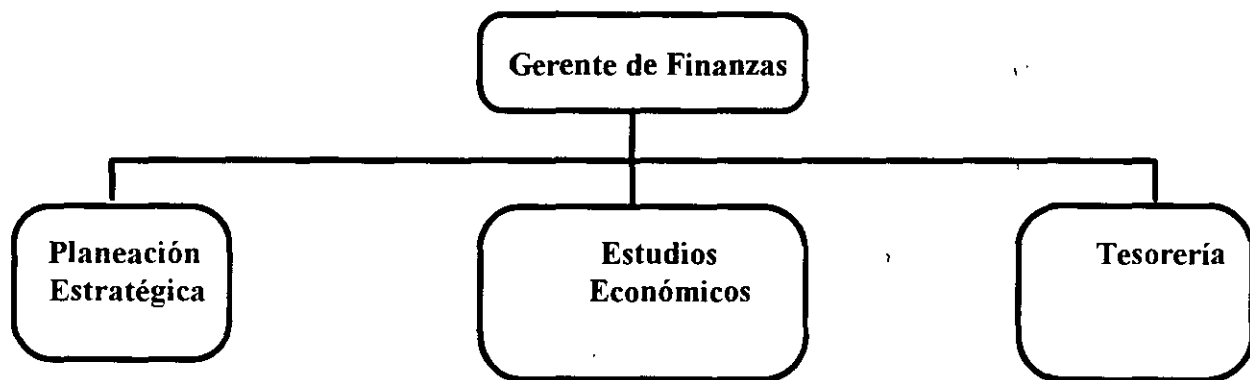 Gerente de Finanzas
Planeación
Estratégica
Estudios
Económicos
Tesorería